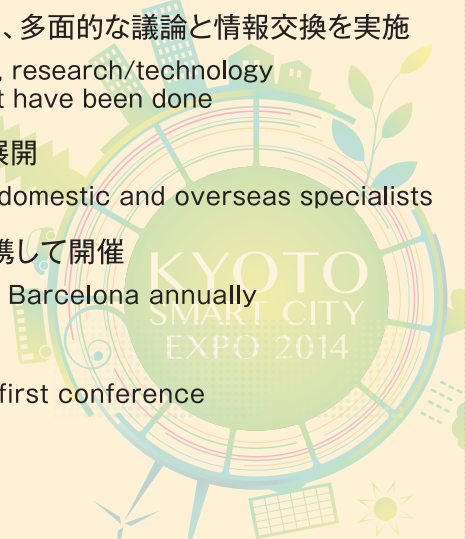 、多面的な議論と情報交換を実施
, research/technology
t have been done
展開
domestic and overseas specialists
携して開催
Barcelona annually
first conference
KYOTO
SMART CITY
EXPO 2014